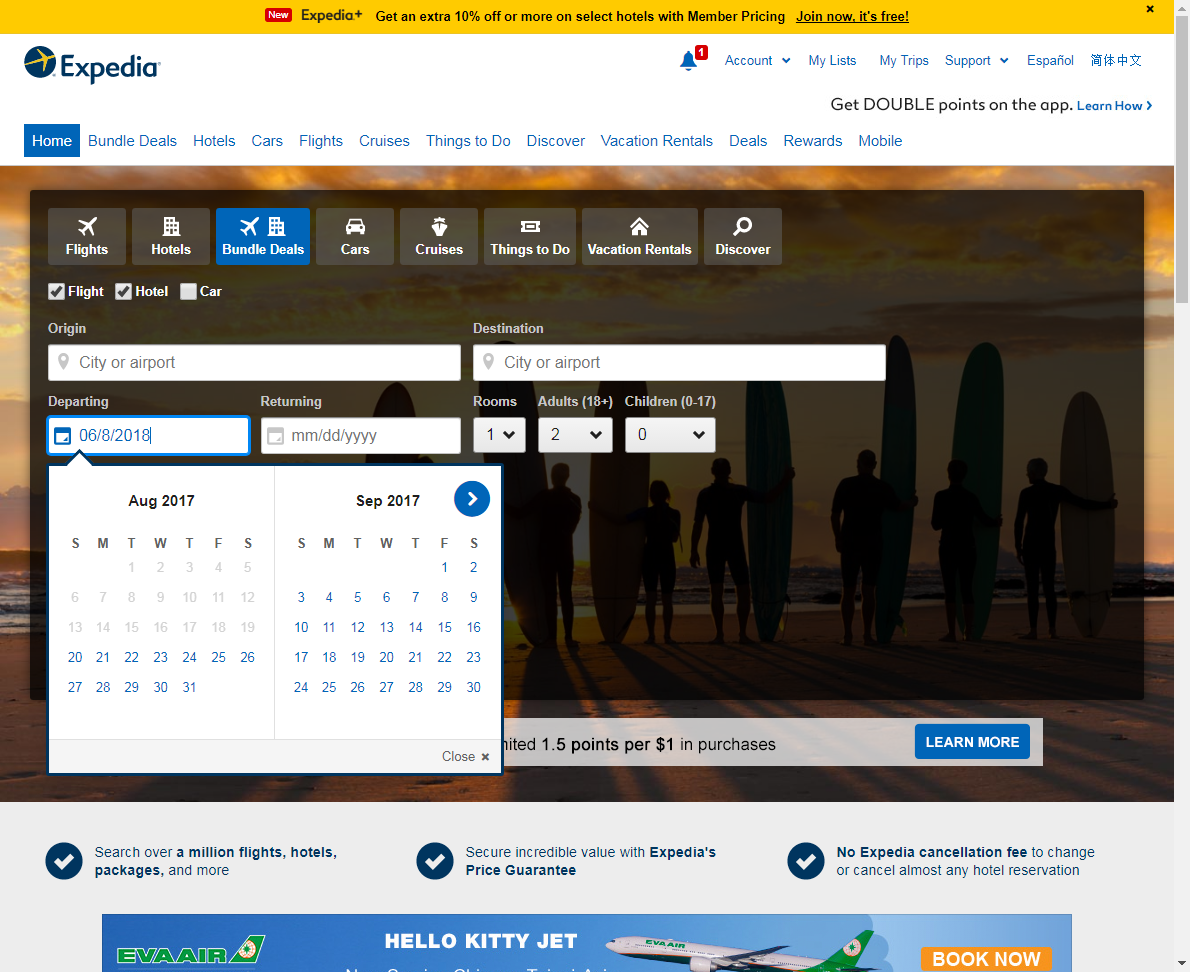 New Expedia+ Get an extra 10% off or more on select hotels with Member Pricing Join now, it's free!
Expedia
1 Account My Lists My Trips Support Español 简体中文
Get DOUBLE points on the app. Learn How
Home Bundle Deals Hotels Cars Flights Cruises Things to Do Discover Vacation Rentals Deals Rewards Mobile
Flights Hotels Bundle Deals Cars Cruises Things to Do Vacation Rentals Discover
Flight Hotel Car
Origin Destination
City or airport City or airport
Departing Returning Rooms Adults (18+) Children (0-17)
06/8/2018 mm/dd/yyyy 1 2 0
Aug 2017
S M T W T F S
1 2 3 4 5
6 7 8 9 10 11 12
13 14 15 16 17 18 19
20 21 22 23 24 25 26
27 28 29 30 31
Sep 2017
S M T W T F S
1 2
3 4 5 6 7 8 9
10 11 12 13 14 15 16
17 18 19 20 21 22 23
24 25 26 27 28 29 30
Close
1.5 points per $1 in purchases LEARN MORE
Search over a million flights, hotels,
packages, and more
Secure incredible value with Expedia's
Price Guarantee
No Expedia cancellation fee to change
or cancel almost any hotel reservation
EVA AIR
HELLO KITTY JET
EVA AIR
BOOK NOW